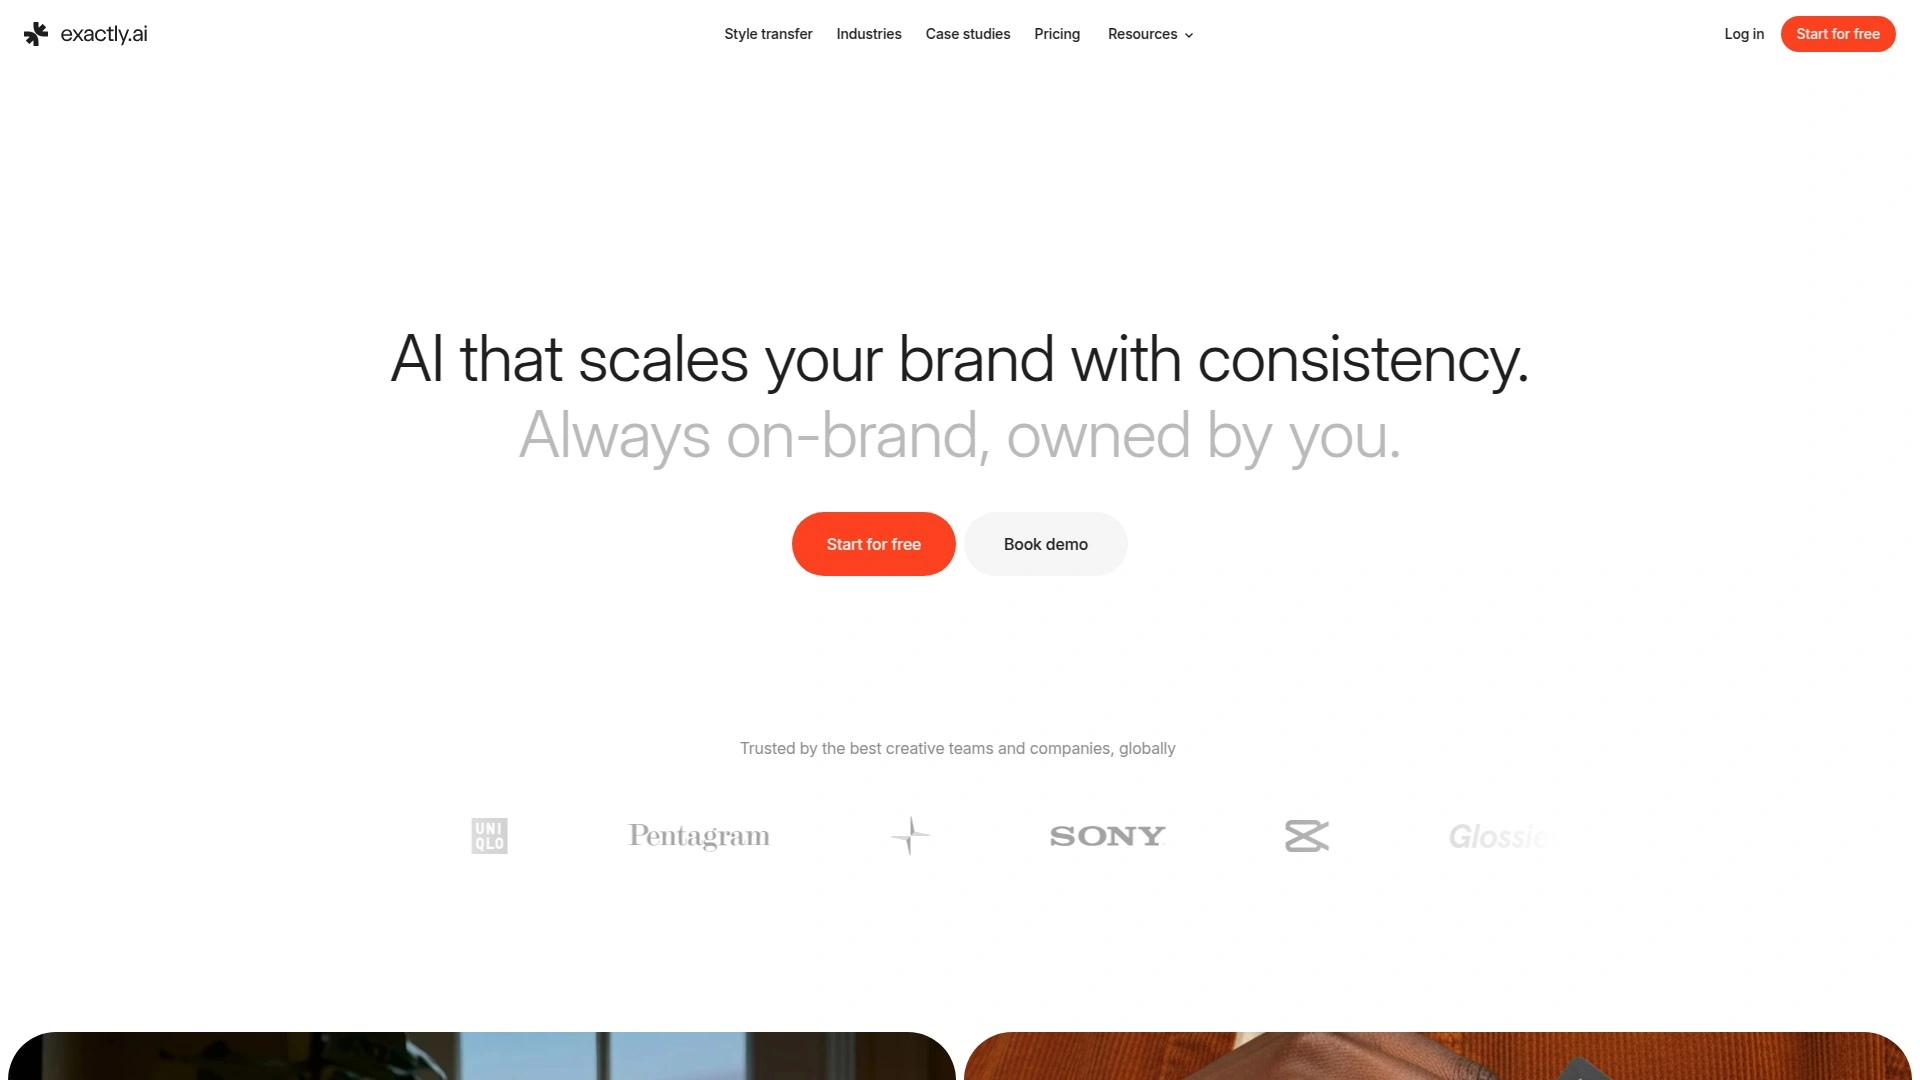 exactly.ai
Style transfer
Industries
Case studies
Pricing
Resources
Log in
Start for free
AI that scales your brand with consistency.
Always on-brand, owned by you.
Start for free
Book demo
Trusted by the best creative teams and companies, globally
UNI
QLO
Pentagram
SONY
Glossie